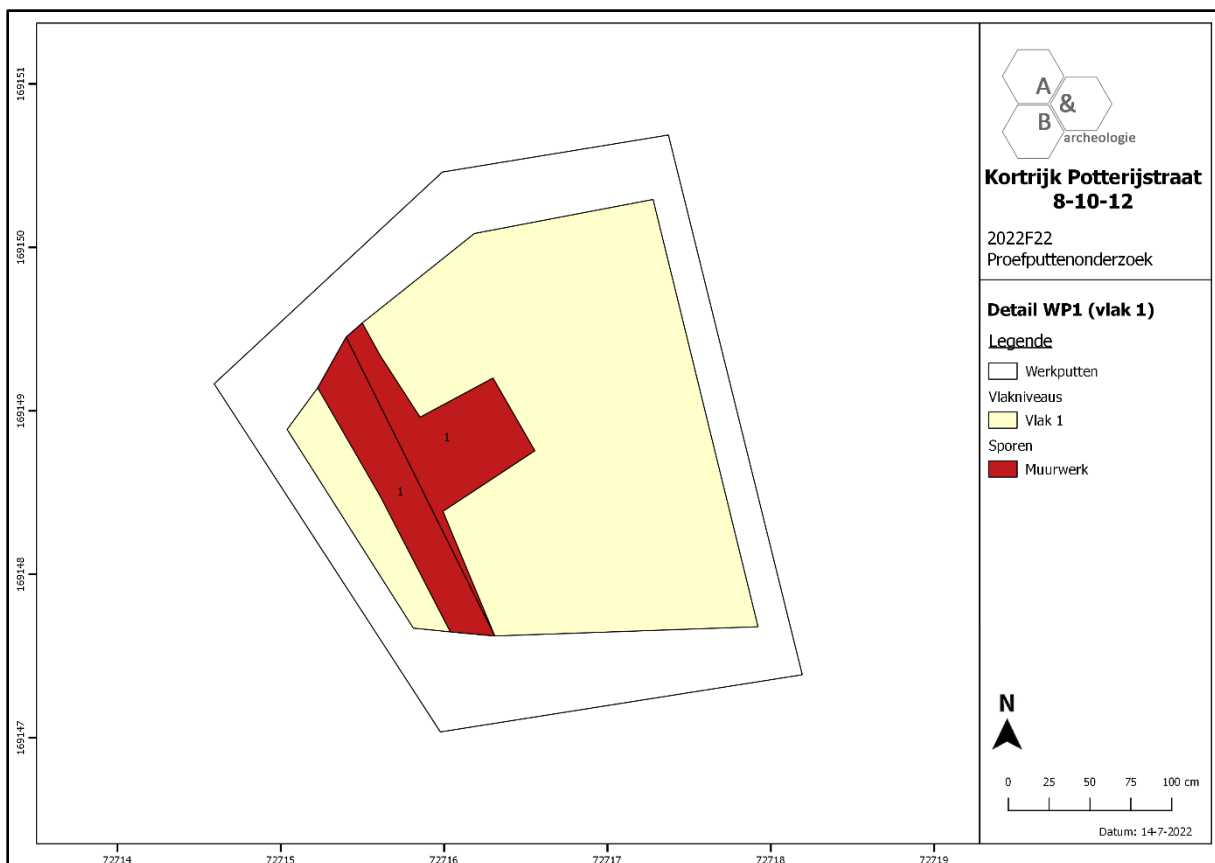 169151
169150
169149
169148
169147
72714
72715
72716
72717
72718
72719
1
1
A
&
B
archeologie
Kortrijk Potterijstraat
8-10-12
2022F22
Proefputtenonderzoek
Detail WP1 (vlak 1)
Legende
Werkputten
Vlakniveaus
Vlak 1
Sporen
Muurwerk
N
0 25 50 75 100 cm
Datum: 14-7-2022